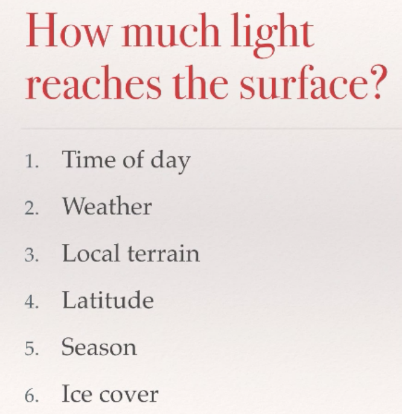 How much light
reaches the surface?
1. Time of day
2. Weather
3. Local terrain
4. Latitude
5. Season
6. Ice cover